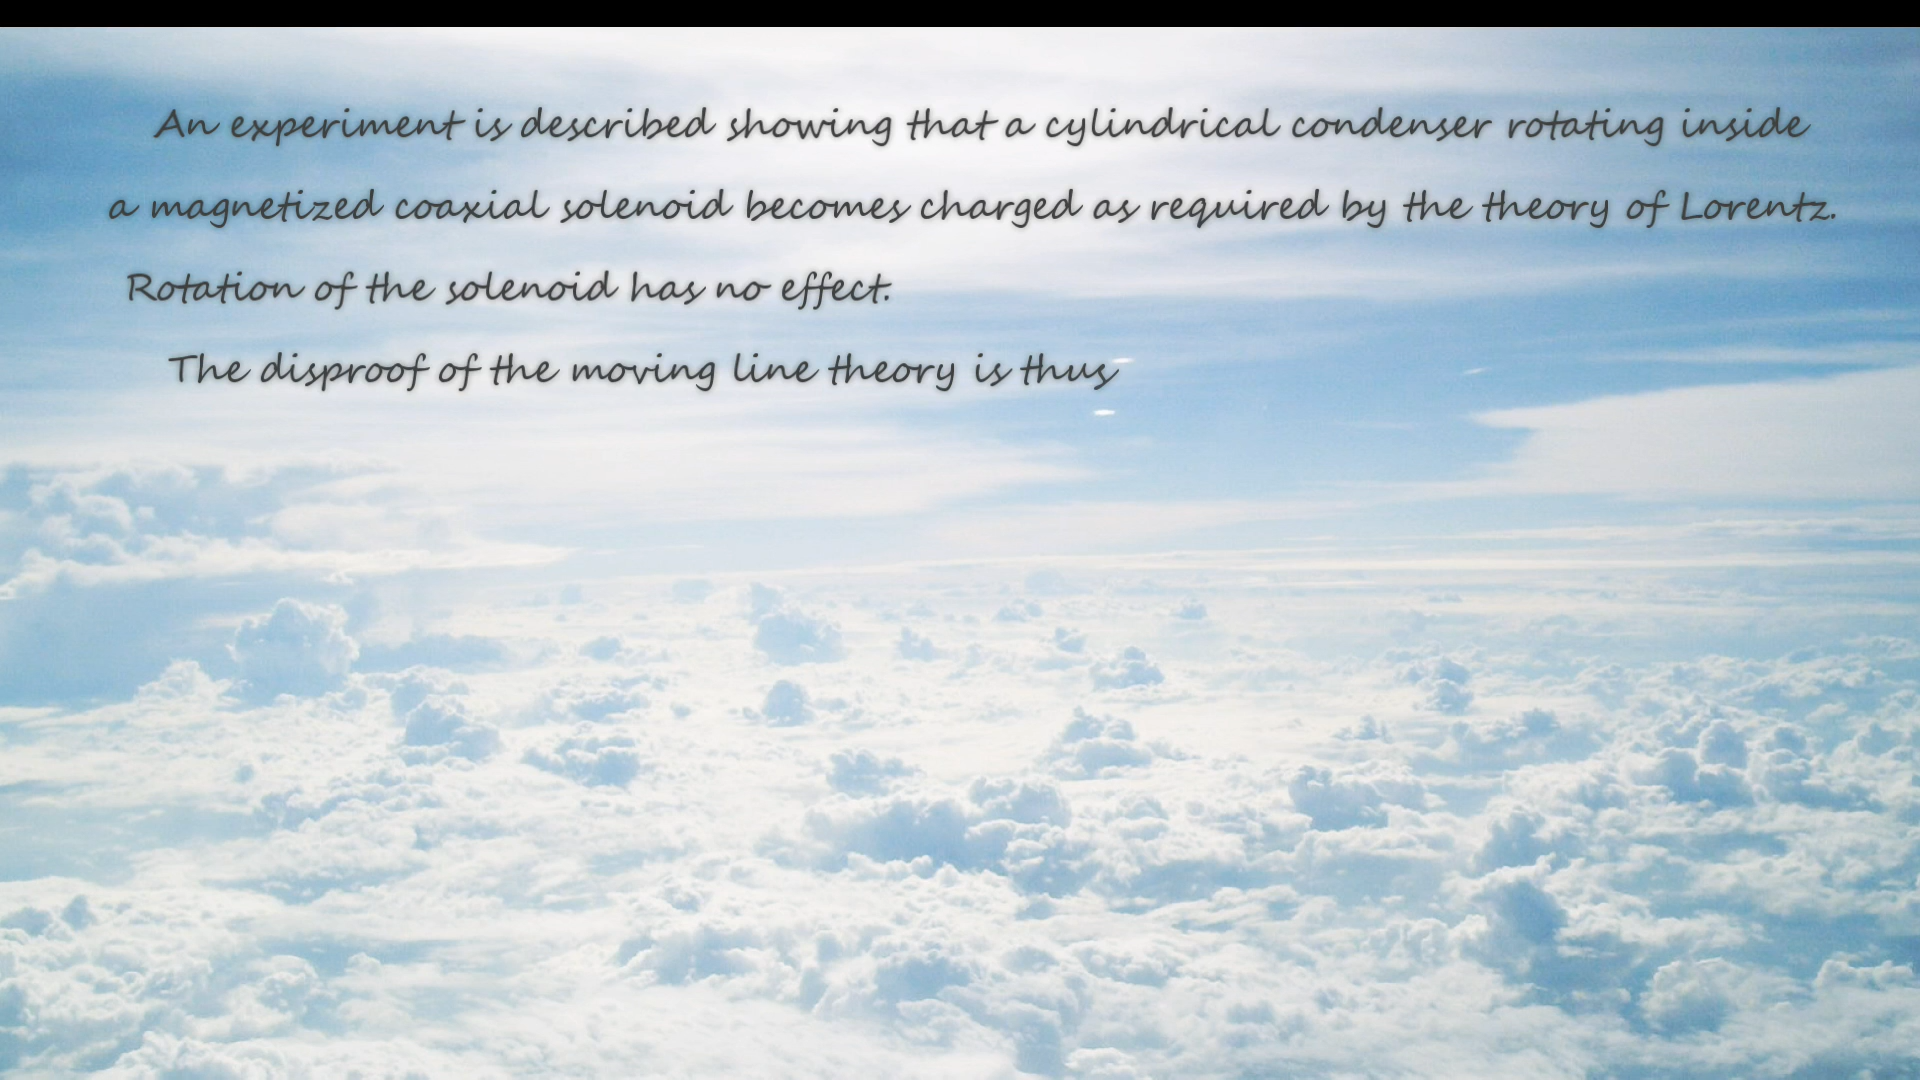 An experiment is described showing that a cylindrical condenser rotating inside
a magnetized coaxial solenoid becomes charged as required by the theory of Lorentz.
Rotation of the solenoid has no effect.
The disproof of the moving line theory is thus